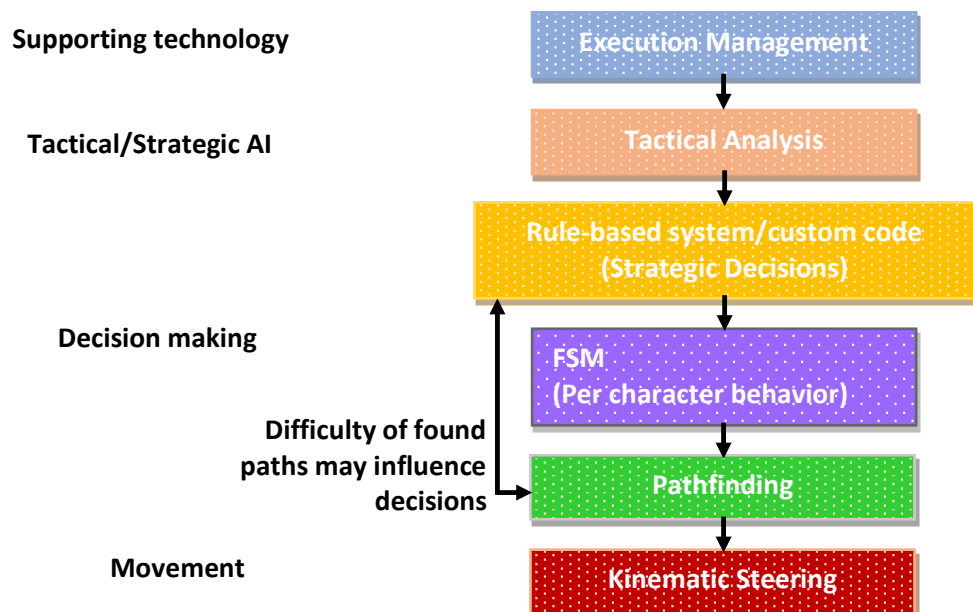 Supporting technology
Execution Management
Tactical/Strategic AI
Tactical Analysis
Rule-based system/custom code
(Strategic Decisions)
Decision making
FSM
(Per character behavior)
Difficulty of found
paths may influence
decisions
Pathfinding
Movement
Kinematic Steering